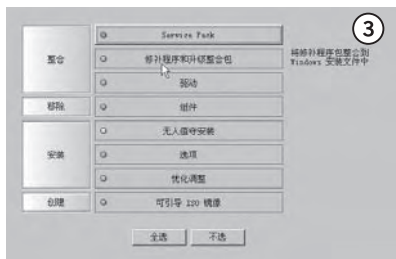 ③
整合
Service Pack
修补程序和升级整合包
驱动
将修补程序包整合到
Windows 安装文件中
移除
组件
安装
无人值守安装
选项
优化调整
创建
可引导 ISO 镜像
全选
不选